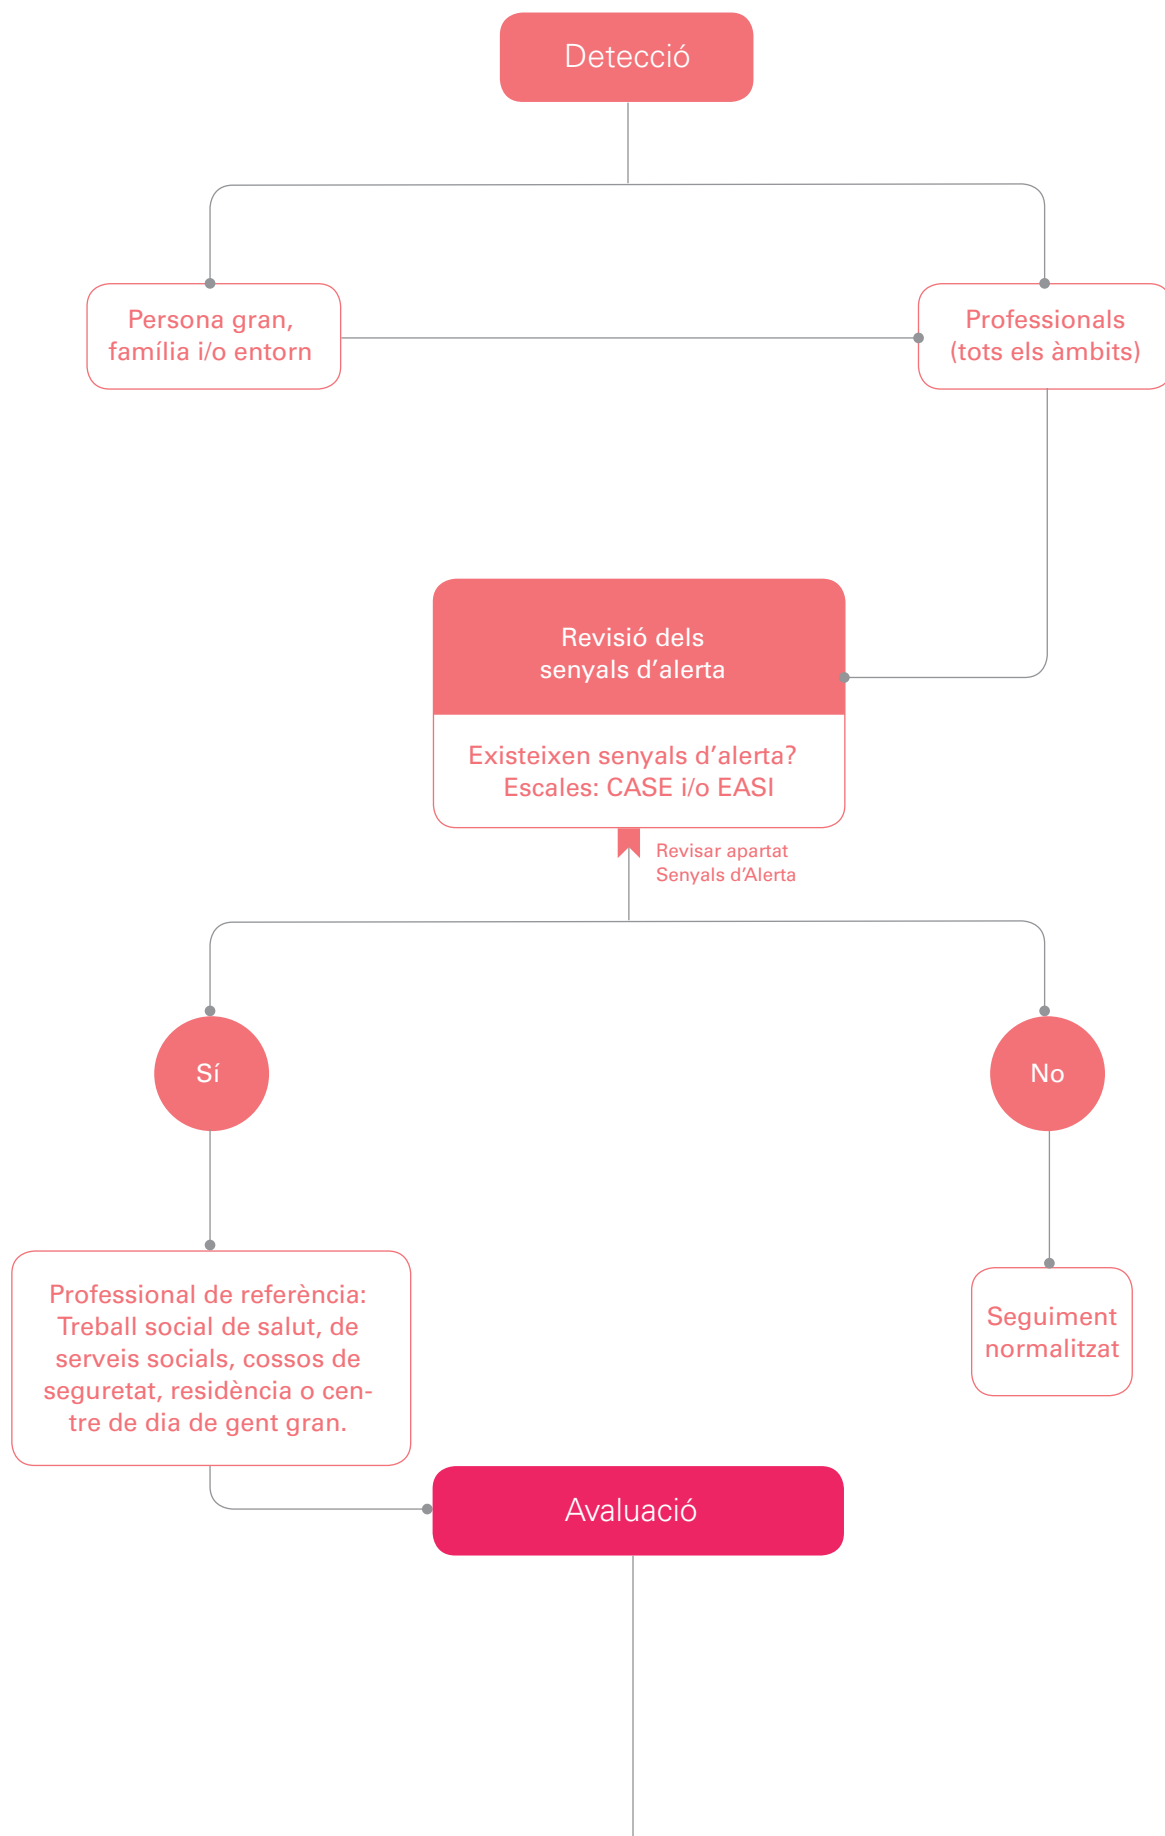 Detecció
Persona gran,
família i/o entorn
Professionals
(tots els àmbits)
Revisió dels
senyals d’alerta
Existeixen senyals d’alerta?
Escales: CASE i/o EASI
Revisar apartat
Senyals d’Alerta
Sí
No
Professional de referència:
Treball social de salut, de
serveis socials, cossos de
seguretat, residència o cen-
tre de dia de gent gran.
Seguiment
normalitzat
Avaluació